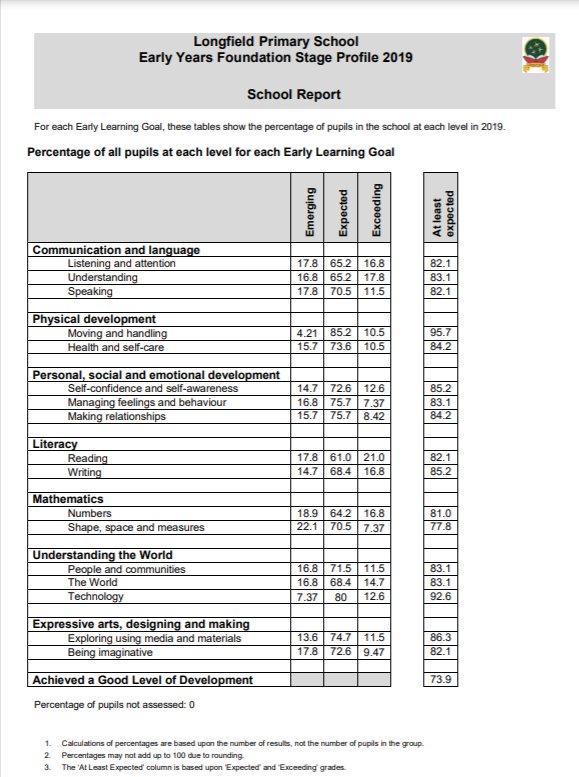 Longfield Primary School
Early Years Foundation Stage Profile 2019
School Report
For each Early Learning Goal, these tables show the percentage of pupils in the school at each level in 2019.
Percentage of all pupils at each level for each Early Learning Goal
Emerging Expected Exceeding At least expected
Communication and language
Listening and attention 17.8 65.2 16.8 82.1
Understanding 16.8 65.2 17.8 83.1
Speaking 17.8 70.5 11.5 82.1
Physical development
Moving and handling 4.21 85.2 10.5 95.7
Health and self-care 15.7 73.6 10.5 84.2
Personal, social and emotional development
Self-confidence and self-awareness 14.7 72.6 12.6 85.2
Managing feelings and behaviour 16.8 75.7 7.37 83.1
Making relationships 15.7 75.7 8.42 84.2
Literacy
Reading 17.8 61.0 21.0 82.1
Writing 14.7 68.4 16.8 85.2
Mathematics
Numbers 18.9 64.2 16.8 81.0
Shape, space and measures 22.1 70.5 7.37 77.8
Understanding the World
People and communities 16.8 71.5 11.5 83.1
The World 16.8 68.4 14.7 83.1
Technology 7.37 80 12.6 92.6
Expressive arts, designing and making
Exploring using media and materials 13.6 74.7 11.5 86.3
Being imaginative 17.8 72.6 9.47 82.1
Achieved a Good Level of Development 73.9
Percentage of pupils not assessed: 0
1. Calculations of percentages are based upon the number of results, not the number of pupils in the group.
2. Percentages may not add up to 100 due to rounding.
3. The 'At Least Expected' column is based upon 'Expected' and 'Exceeding' grades.